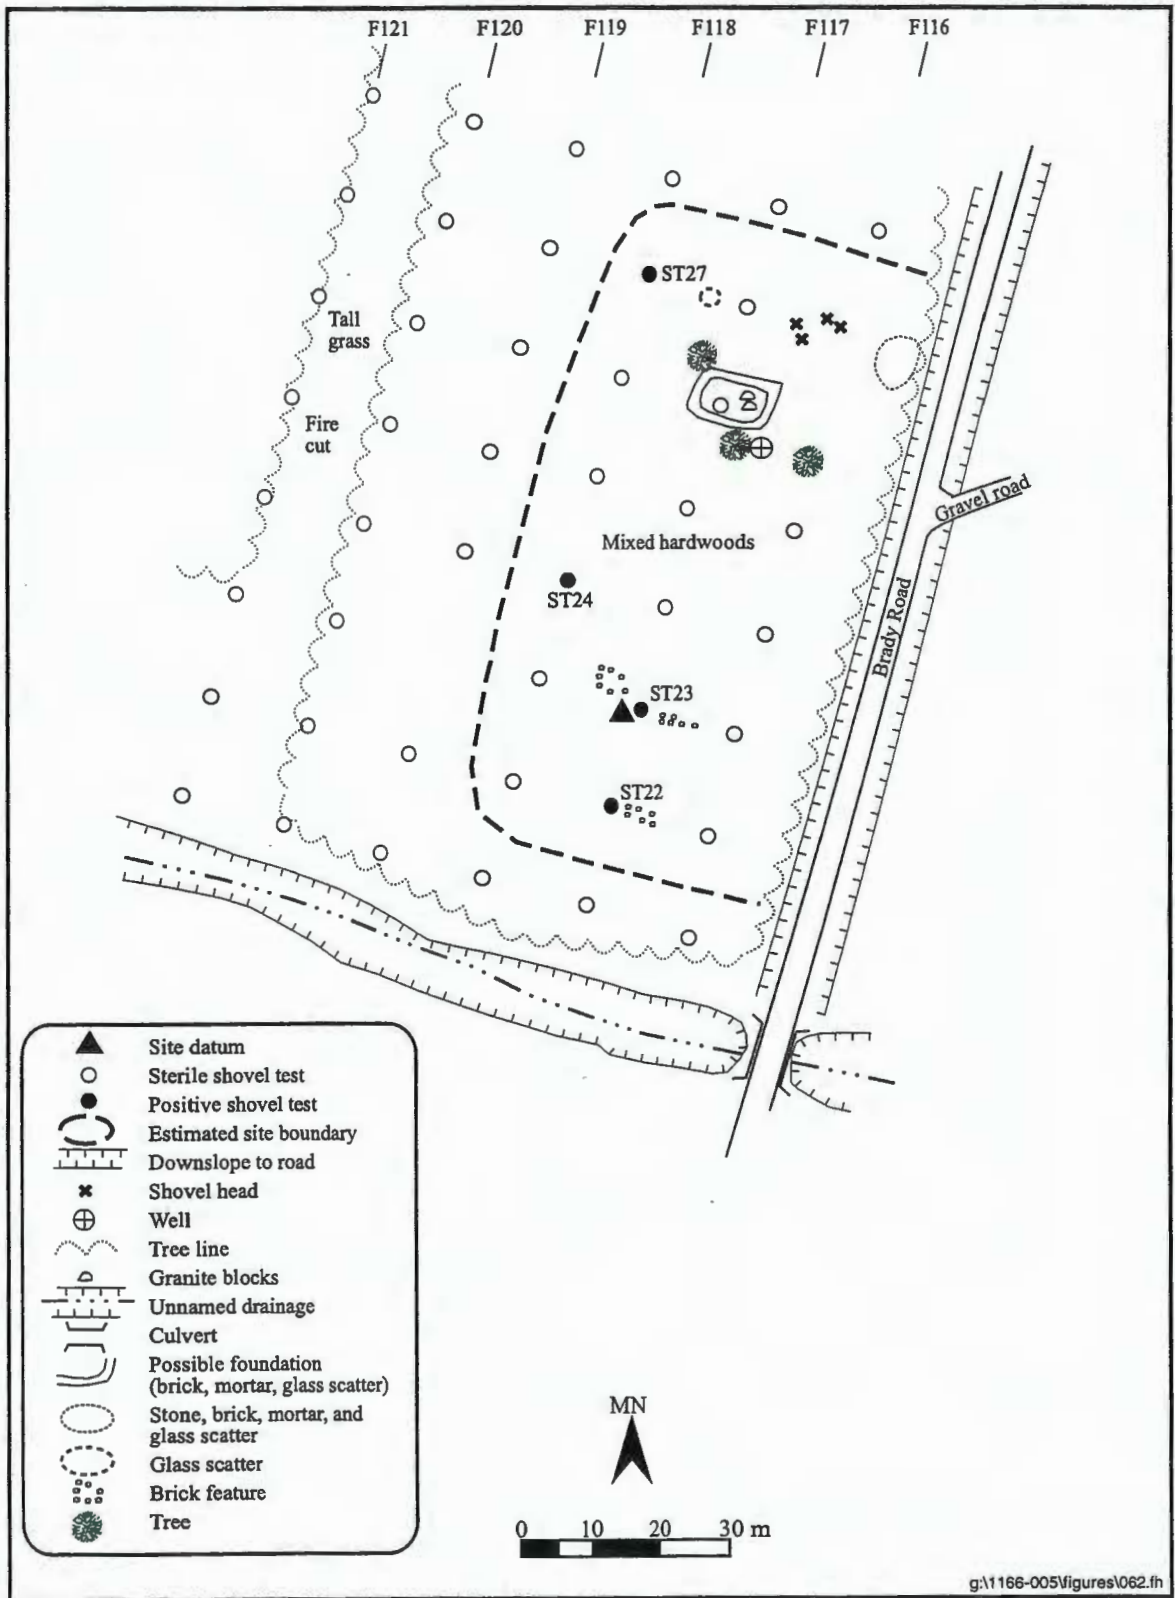 F121 F120 F119 F118 F117 F116
ST27
Tall
grass
Fire
cut
Gravel road
Mixed hardwoods
ST24
Brady Road
ST23
ST22
Site datum
Sterile shovel test
Positive shovel test
Estimated site boundary
Downslope to road
Shovel head
Well
Tree line
Granite blocks
Unnamed drainage
Culvert
Possible foundation
(brick, mortar, glass scatter)
Stone, brick, mortar, and
glass scatter
Glass scatter
Brick feature
Tree
MN
0 10 20 30 m
g:\1166-005\figures\062.fh